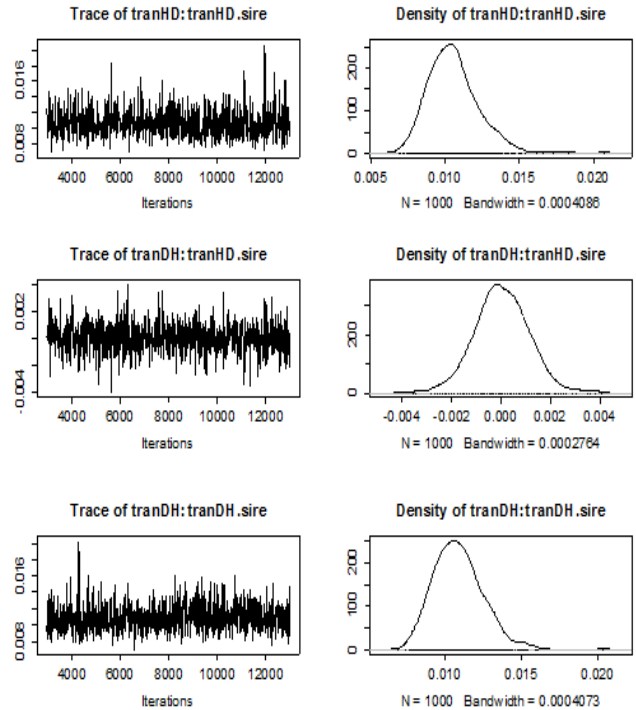 Trace of tranHD:tranHD.sire
0.016
0.008
4000 6000 8000 10000 12000
Iterations
Density of tranHD:tranHD.sire
200
100
0
0.005 0.010 0.015 0.020
N = 1000 Bandwidth = 0.0004086
Trace of tranDH:tranHD.sire
0.002
-0.004
4000 6000 8000 10000 12000
Iterations
Density of tranDH:tranHD.sire
200
0
-0.004 -0.002 0.000 0.002 0.004
N = 1000 Bandwidth = 0.0002764
Trace of tranDH:tranDH.sire
0.016
0.008
4000 6000 8000 10000 12000
Iterations
Density of tranDH:tranDH.sire
200
100
0
0.010 0.015 0.020
N = 1000 Bandwidth = 0.0004073